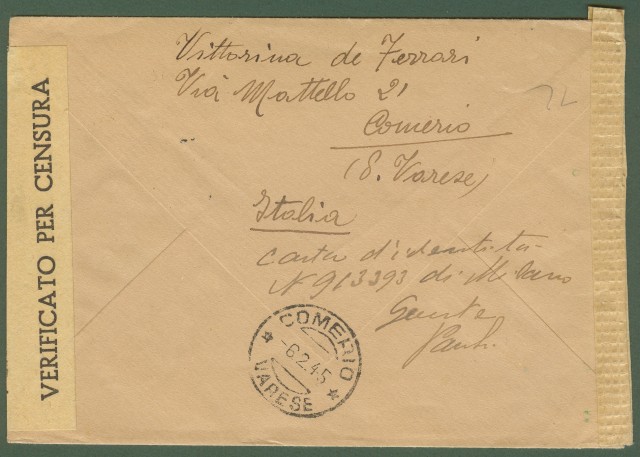 Vittorina de Ferrari
Via Mattello 21
Comerio
(S. Varese)
Italia
carta d'identità
N 913393 di Milano
VERIFICATO PER CENSURA
COMERIO
-6.2.45
VARESE